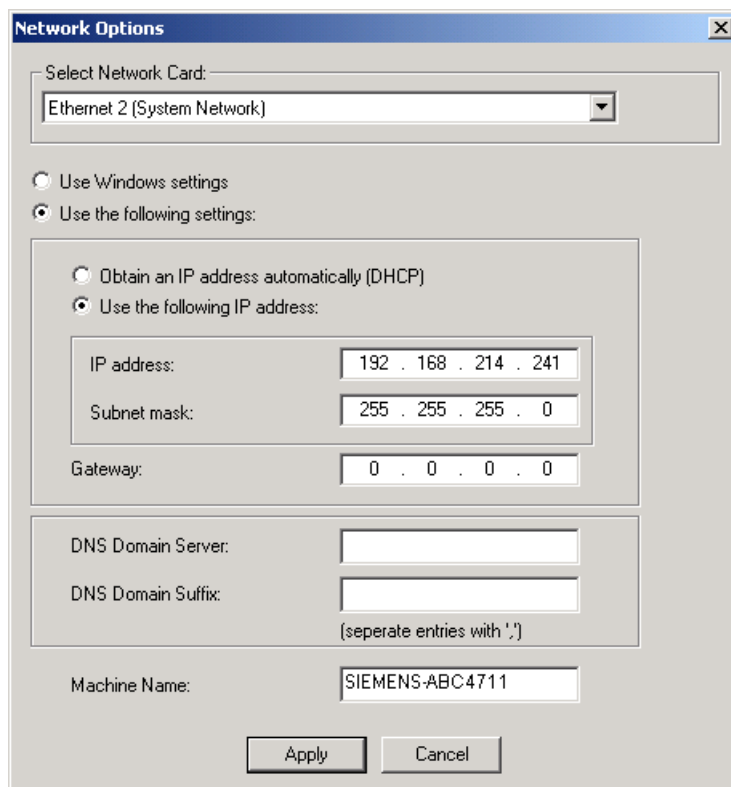 Network Options
Select Network Card:
Ethernet 2 (System Network)
Use Windows settings
Use the following settings:
Obtain an IP address automatically (DHCP)
Use the following IP address:
IP address: 192 . 168 . 214 . 241
Subnet mask: 255 . 255 . 255 . 0
Gateway: 0 . 0 . 0 . 0
DNS Domain Server:
DNS Domain Suffix:
(seperate entries with ',')
Machine Name: SIEMENS-ABC4711
Apply Cancel